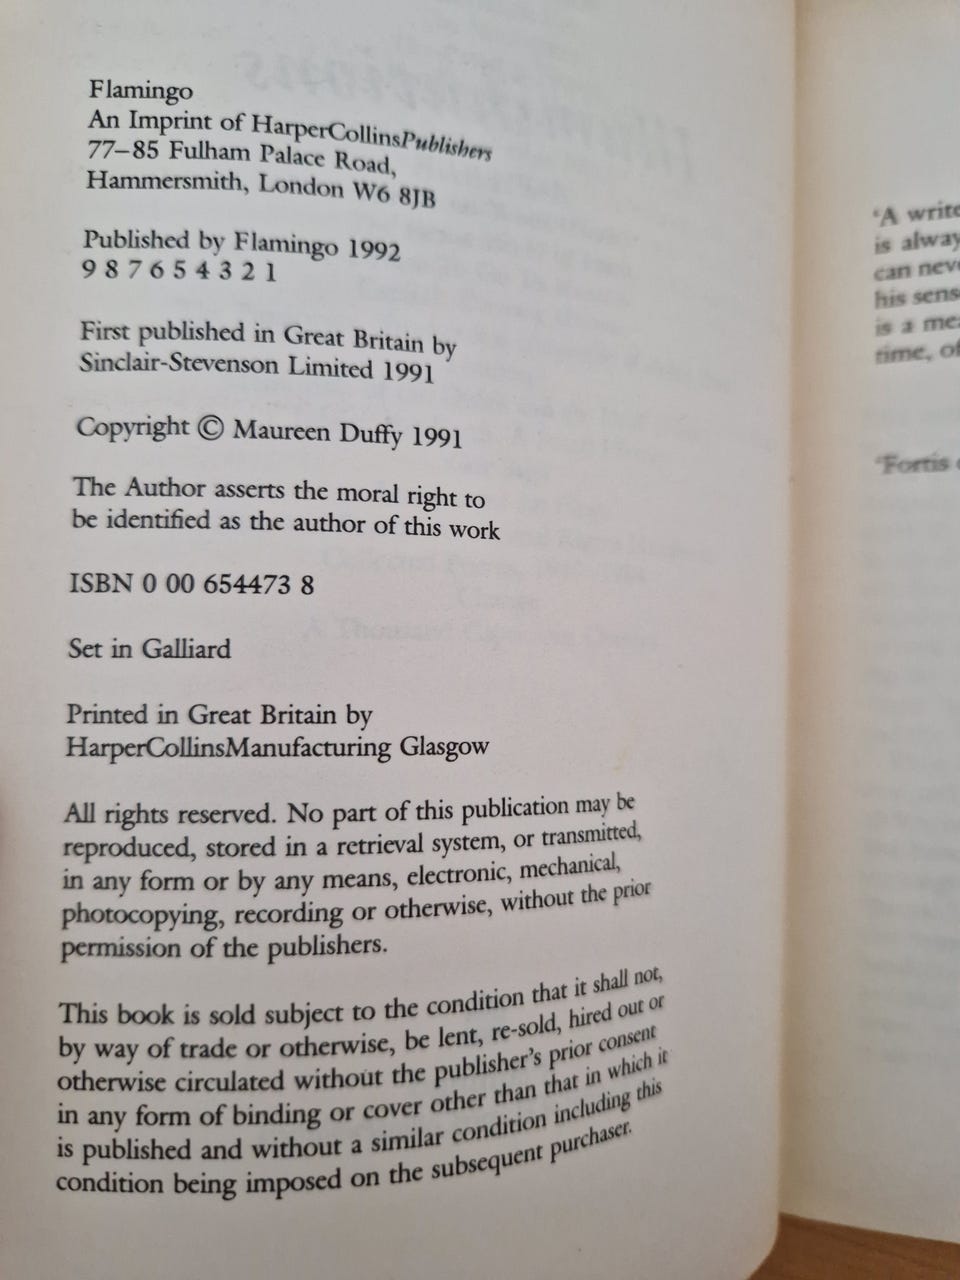 Flamingo
An Imprint of HarperCollinsPublishers
77–85 Fulham Palace Road,
Hammersmith, London W6 8JB
Published by Flamingo 1992
9 8 7 6 5 4 3 2 1
First published in Great Britain by
Sinclair-Stevenson Limited 1991
Copyright © Maureen Duffy 1991
The Author asserts the moral right to
be identified as the author of this work
ISBN 0 00 654473 8
Set in Galliard
Printed in Great Britain by
HarperCollinsManufacturing Glasgow
All rights reserved. No part of this publication may be
reproduced, stored in a retrieval system, or transmitted,
in any form or by any means, electronic, mechanical,
photocopying, recording or otherwise, without the prior
permission of the publishers.
This book is sold subject to the condition that it shall not,
by way of trade or otherwise, be lent, re-sold, hired out or
otherwise circulated without the publisher's prior consent
in any form of binding or cover other than that in which it
is published and without a similar condition including this
condition being imposed on the subsequent purchaser.
'A
is
can
his
is a
time,
'Fortis